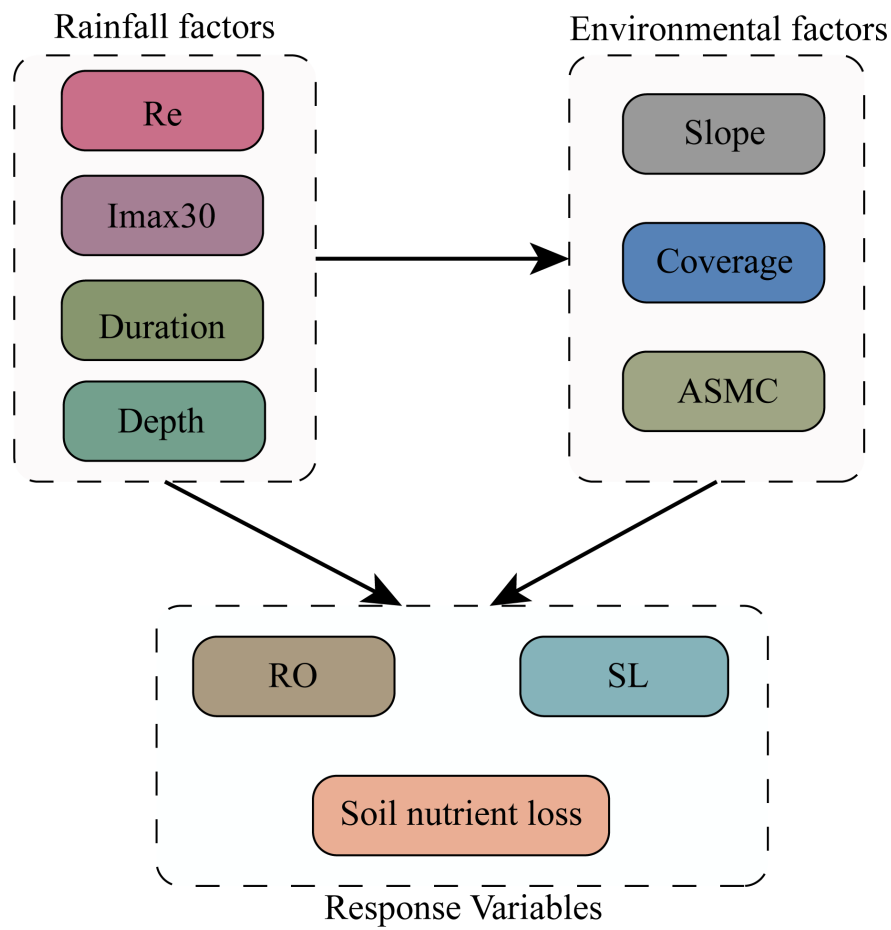 Rainfall factors
Re
Imax30
Duration
Depth
Environmental factors
Slope
Coverage
ASMC
RO
SL
Soil nutrient loss
Response Variables